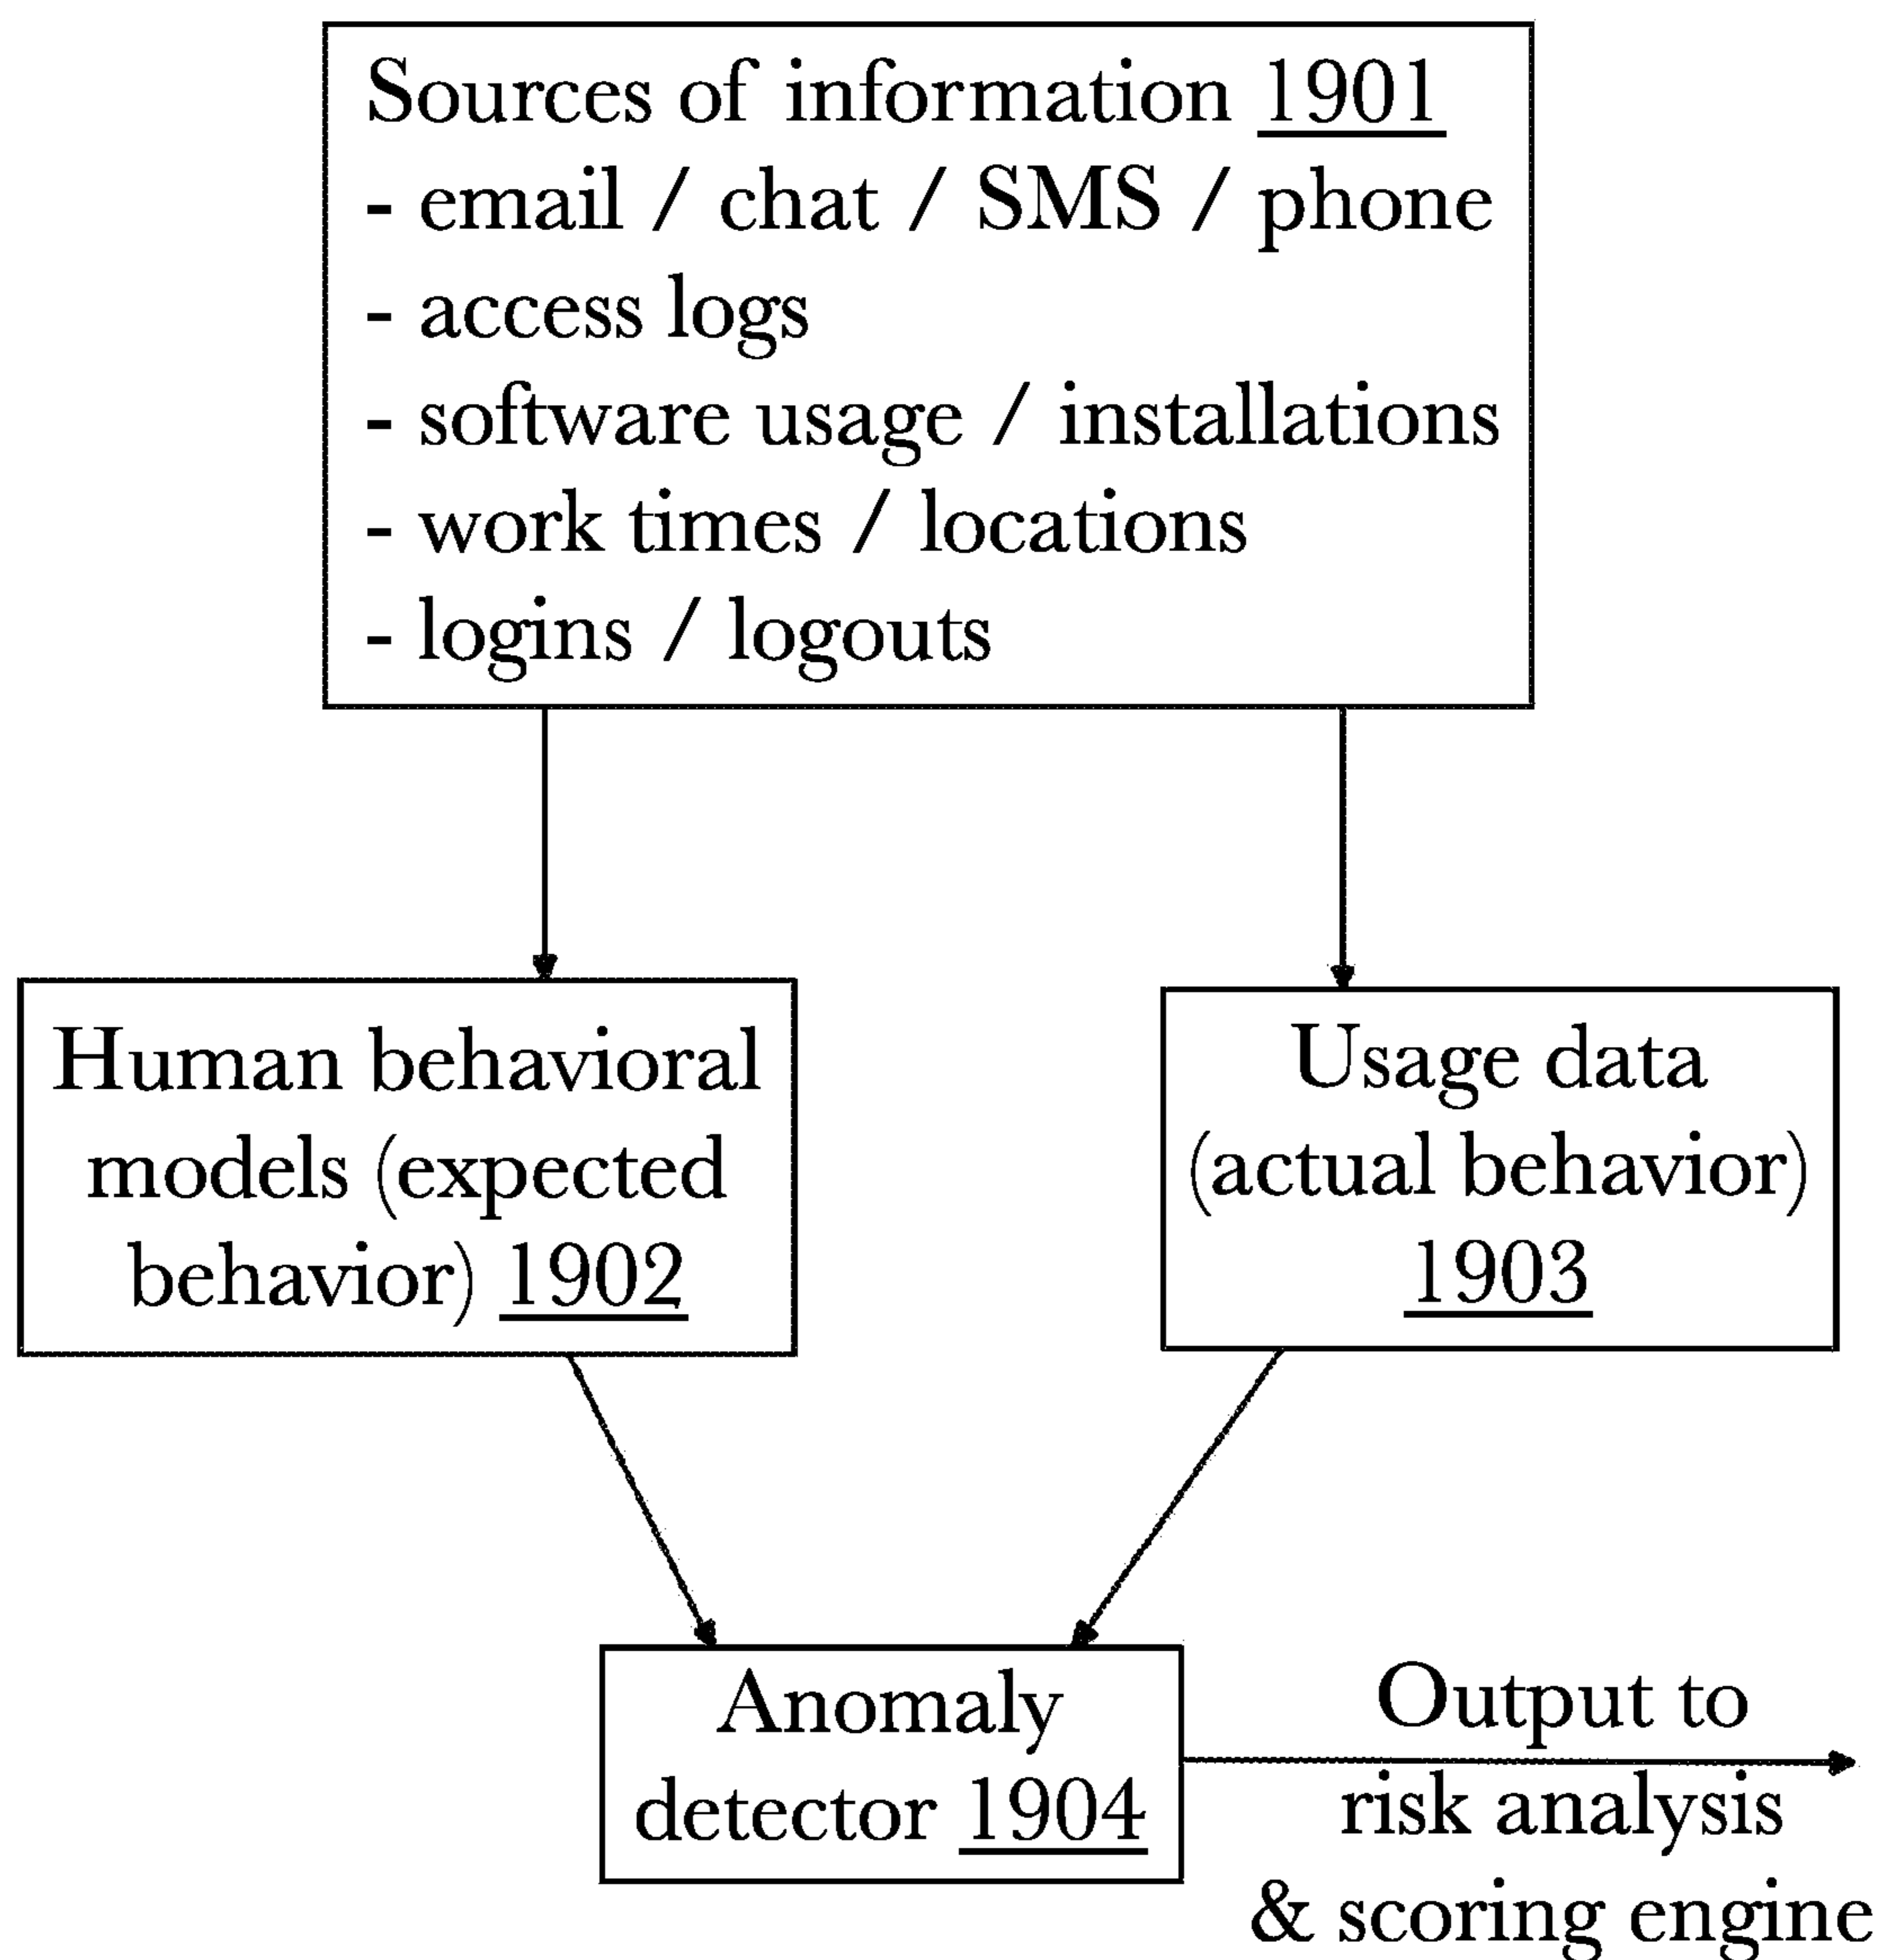 Sources of information 1901
- email / chat / SMS / phone
- access logs
- software usage / installations
- work times / locations
- logins / logouts
Human behavioral
models (expected
behavior) 1902
Usage data
(actual behavior)
1903
Anomaly
detector 1904
Output to
risk analysis
& scoring engine